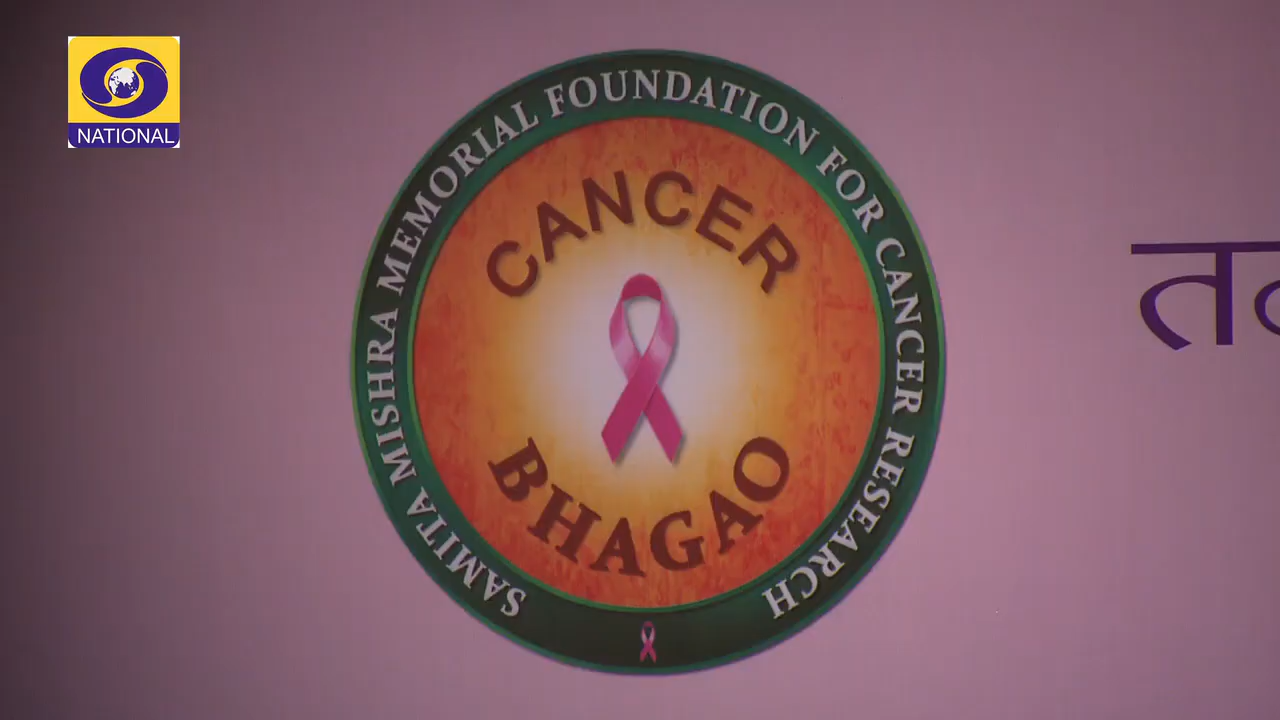 NATIONAL
SAMITA MISHRA MEMORIAL FOUNDATION FOR CANCER RESEARCH
CANCER
BHAGAO